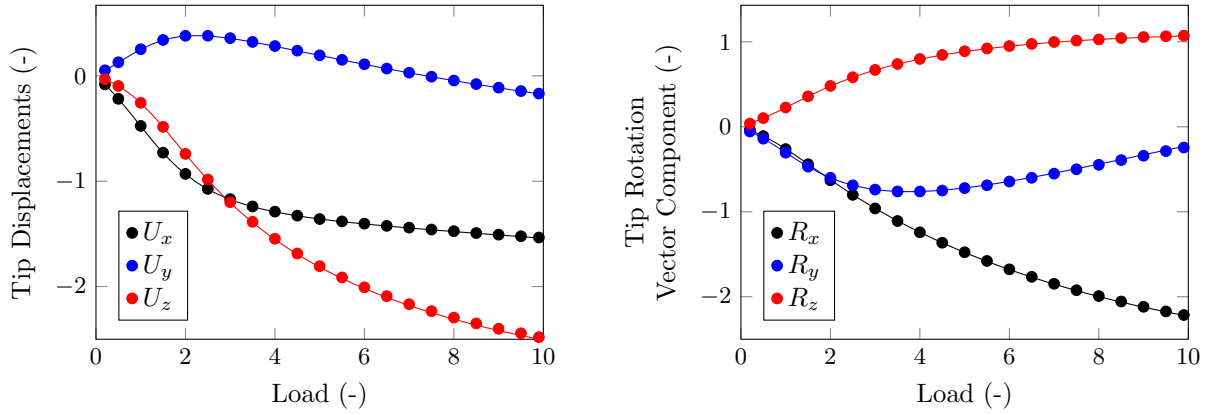 Tip Displacements (-)
0
−1
−2
0
2
4
6
8
10
Load (-)
U_x
U_y
U_z
Tip Rotation
Vector Component (-)
1
0
−1
−2
0
2
4
6
8
10
Load (-)
R_x
R_y
R_z